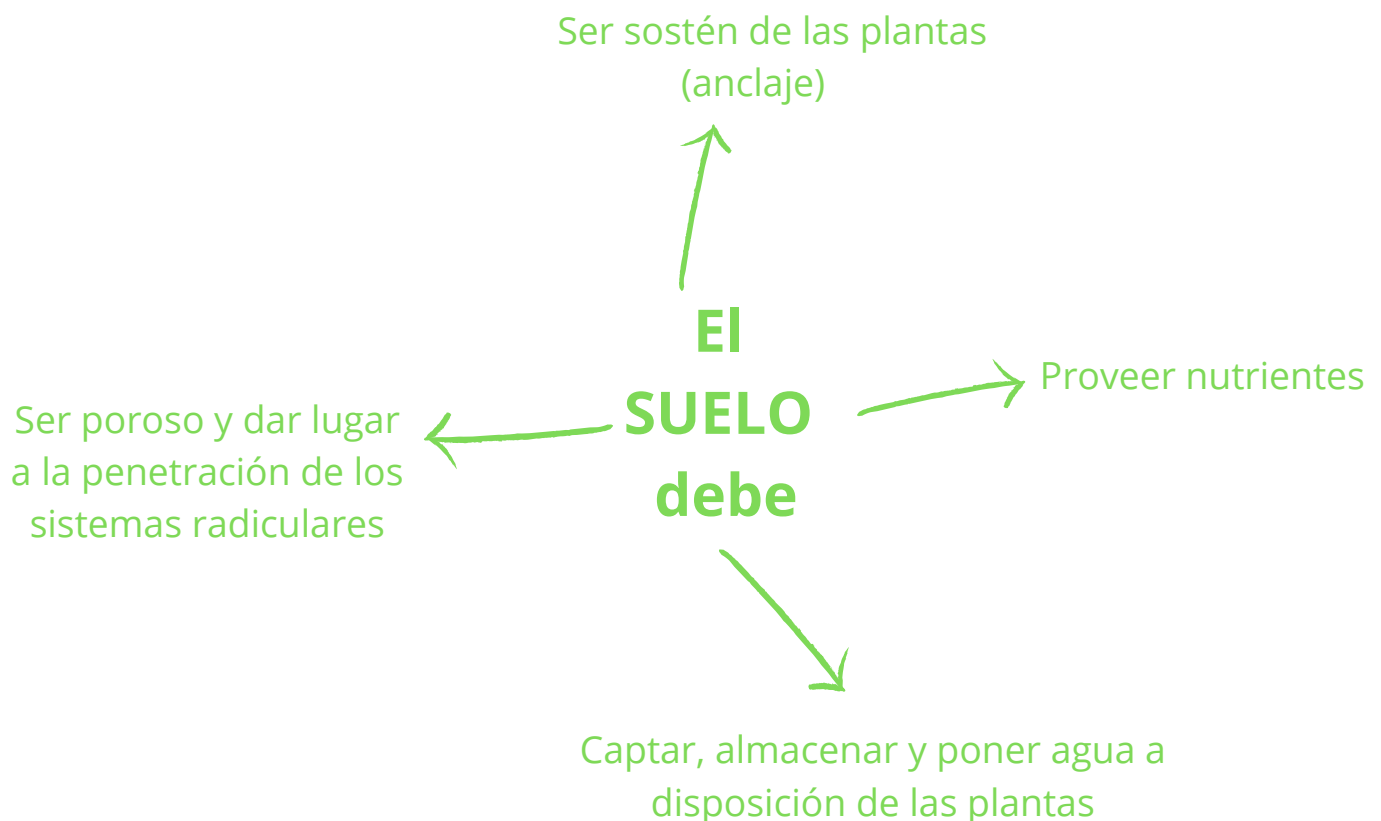 Ser sostén de las plantas
(anclaje)
El
SUELO
debe
Proveer nutrientes
Ser poroso y dar lugar
a la penetración de los
sistemas radiculares
Captar, almacenar y poner agua a
disposición de las plantas